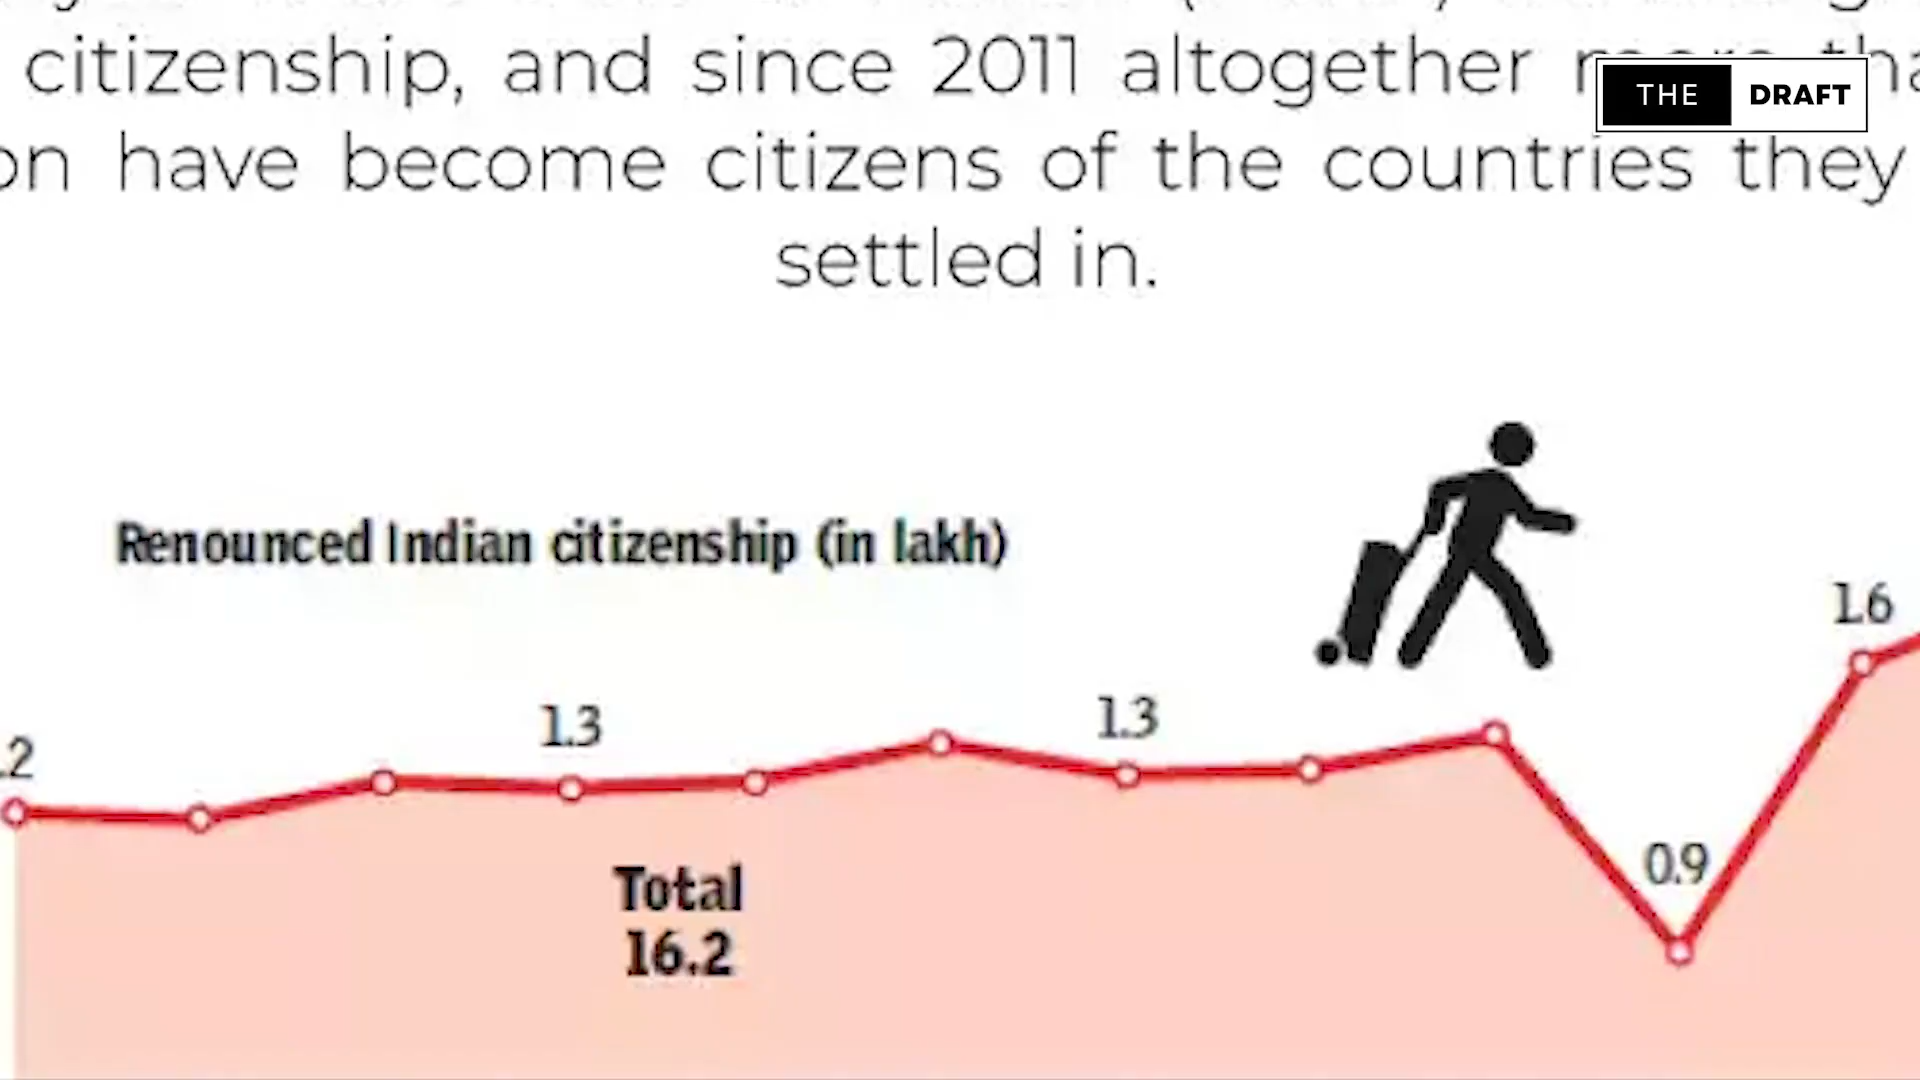 citizenship, and since 2011 altogether
THE DRAFT
have become citizens of the countries they
settled in.
Renounced Indian citizenship (in lakh)
1.6
1.3
1.3
.2
0.9
Total
16.2